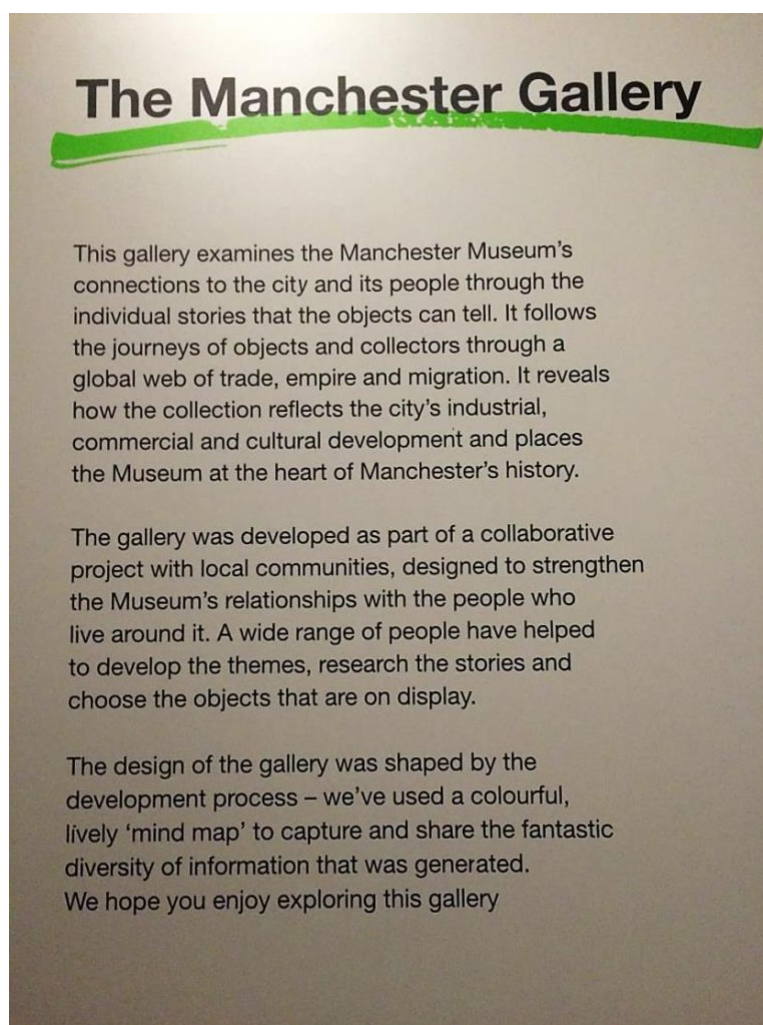 The Manchester Gallery
This gallery examines the Manchester Museum’s
connections to the city and its people through the
individual stories that the objects can tell. It follows
the journeys of objects and collectors through a
global web of trade, empire and migration. It reveals
how the collection reflects the city’s industrial,
commercial and cultural development and places
the Museum at the heart of Manchester’s history.
The gallery was developed as part of a collaborative
project with local communities, designed to strengthen
the Museum’s relationships with the people who
live around it. A wide range of people have helped
to develop the themes, research the stories and
choose the objects that are on display.
The design of the gallery was shaped by the
development process – we’ve used a colourful,
lively ‘mind map’ to capture and share the fantastic
diversity of information that was generated.
We hope you enjoy exploring this gallery